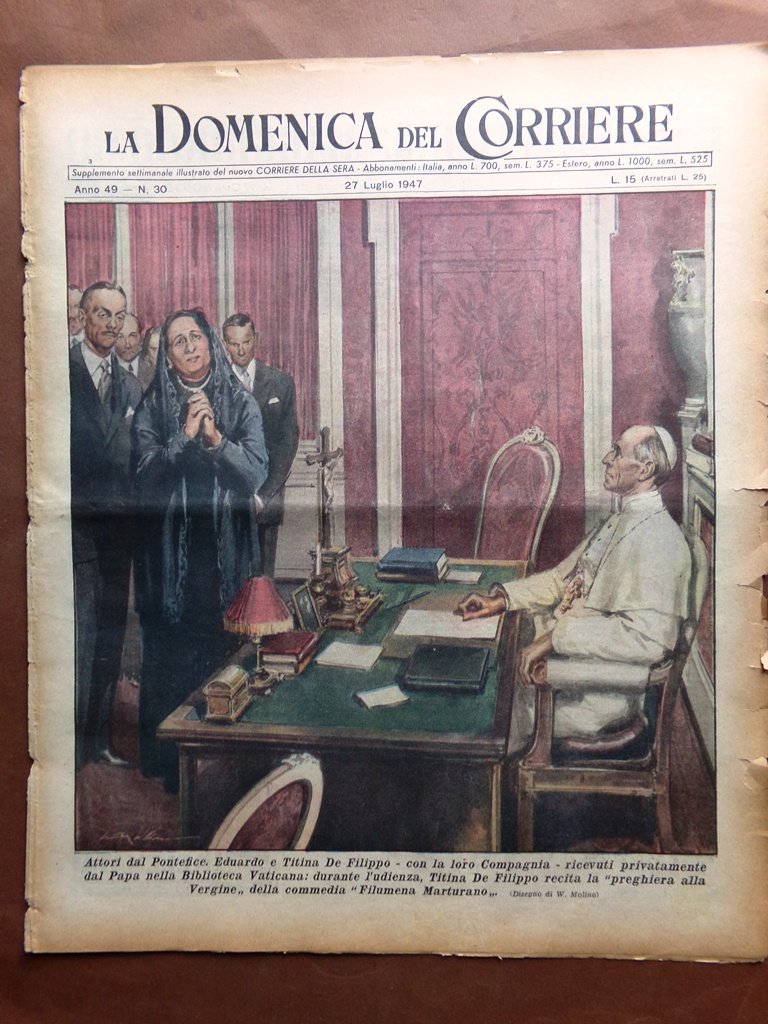 LA DOMENICA DEL CORRIERE
3
Supplemento settimanale illustrato del nuovo CORRIERE DELLA SERA - Abbonamenti: Italia, anno L. 700, sem. L. 375 - Estero, anno L. 1000, sem. L. 525
Anno 49 — N. 30 27 Luglio 1947 L. 15 (Arretrati L. 25)
Attori dal Pontefice. Eduardo e Titina De Filippo - con la loro Compagnia - ricevuti privatamente
dal Papa nella Biblioteca Vaticana: durante l'udienza, Titina De Filippo recita la "preghiera alla
Vergine„ della commedia "Filumena Marturano„. (Disegno di W. Molino)